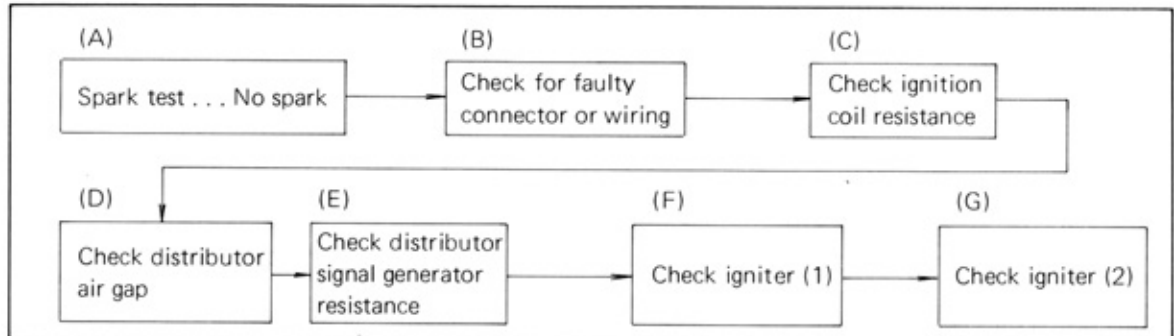 (A)
Spark test . . . No spark
(B)
Check for faulty
connector or wiring
(C)
Check ignition
coil resistance
(D)
Check distributor
air gap
(E)
Check distributor
signal generator
resistance
(F)
Check igniter (1)
(G)
Check igniter (2)